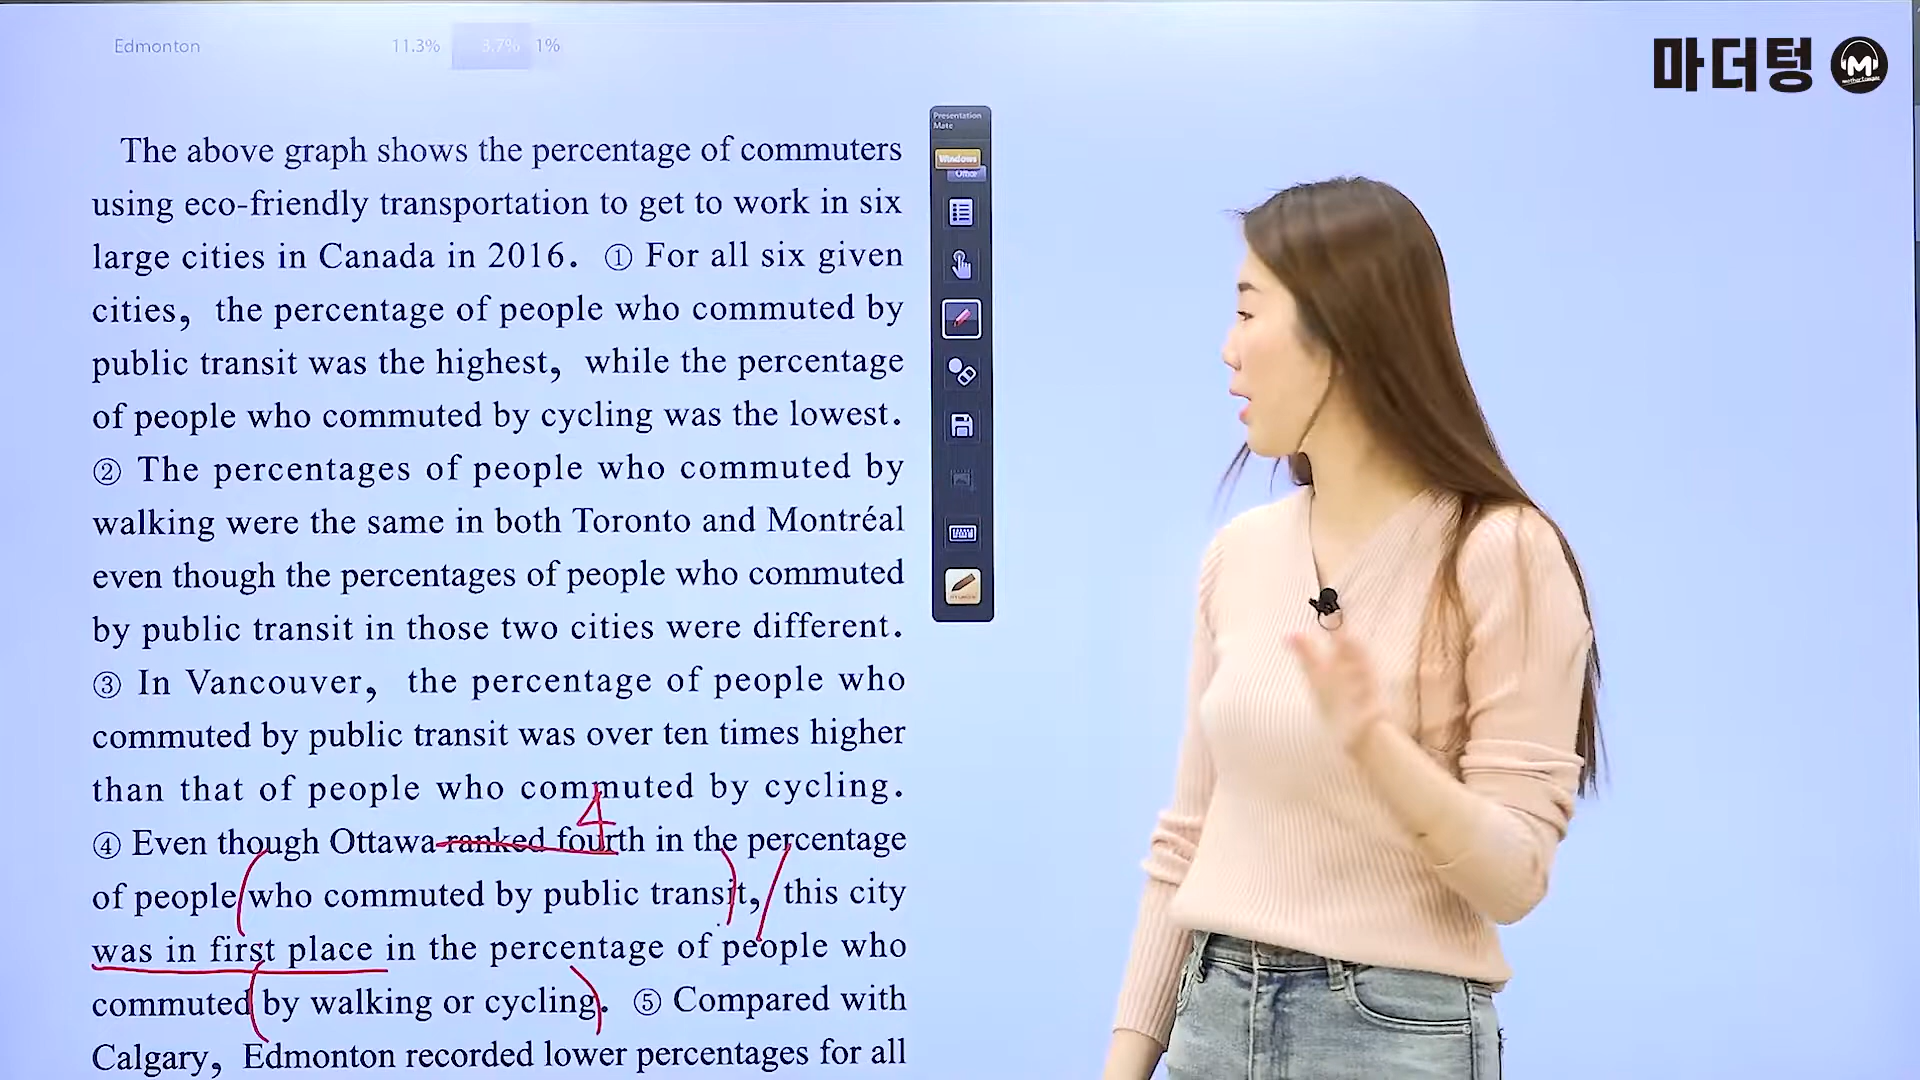 Edmonton 11.3% 3.7% 1%
마더텅 M
Presentation
Mate
Windows
Office
The above graph shows the percentage of commuters
using eco-friendly transportation to get to work in six
large cities in Canada in 2016. ① For all six given
cities, the percentage of people who commuted by
public transit was the highest, while the percentage
of people who commuted by cycling was the lowest.
② The percentages of people who commuted by
walking were the same in both Toronto and Montréal
even though the percentages of people who commuted
by public transit in those two cities were different.
③ In Vancouver, the percentage of people who
commuted by public transit was over ten times higher
than that of people who commuted by cycling.
4
④ Even though Ottawa ranked fourth in the percentage
of people who commuted by public transit, this city
was in first place in the percentage of people who
commuted by walking or cycling. ⑤ Compared with
Calgary, Edmonton recorded lower percentages for all